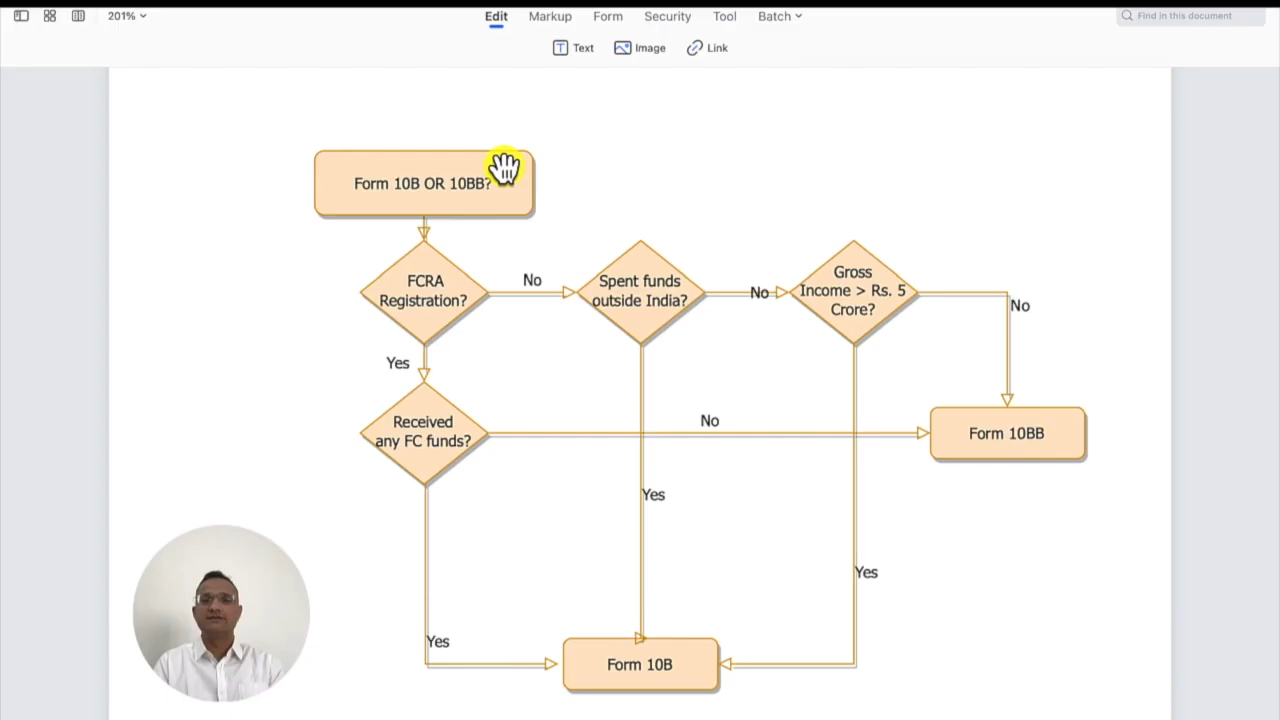 201%
Edit
Markup
Form
Security
Tool
Batch
Find in this document
Text
Image
Link
Form 10B OR 10BB?
FCRA
Registration?
No
Spent funds
outside India?
No
Gross
Income > Rs. 5
Crore?
No
Yes
Received
any FC funds?
No
Form 10BB
Yes
Yes
Yes
Form 10B